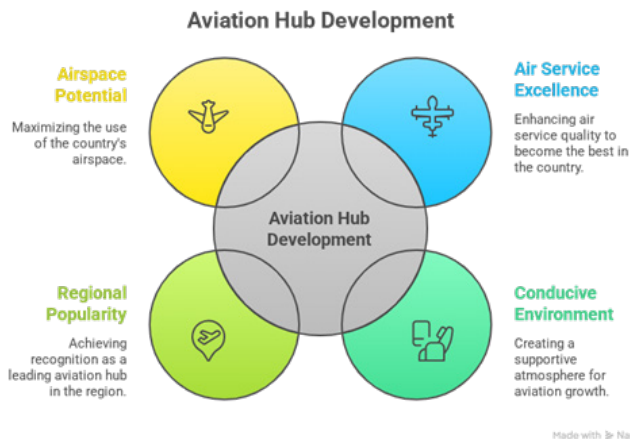 Aviation Hub Development
Airspace
Potential
Maximizing the use
of the country's
airspace.
Air Service
Excellence
Enhancing air
service quality to
become the best in
the country.
Aviation Hub
Development
Regional
Popularity
Achieving
recognition as a
leading aviation hub
in the region.
Conducive
Environment
Creating a
supportive
atmosphere for
aviation growth.
Made with Na